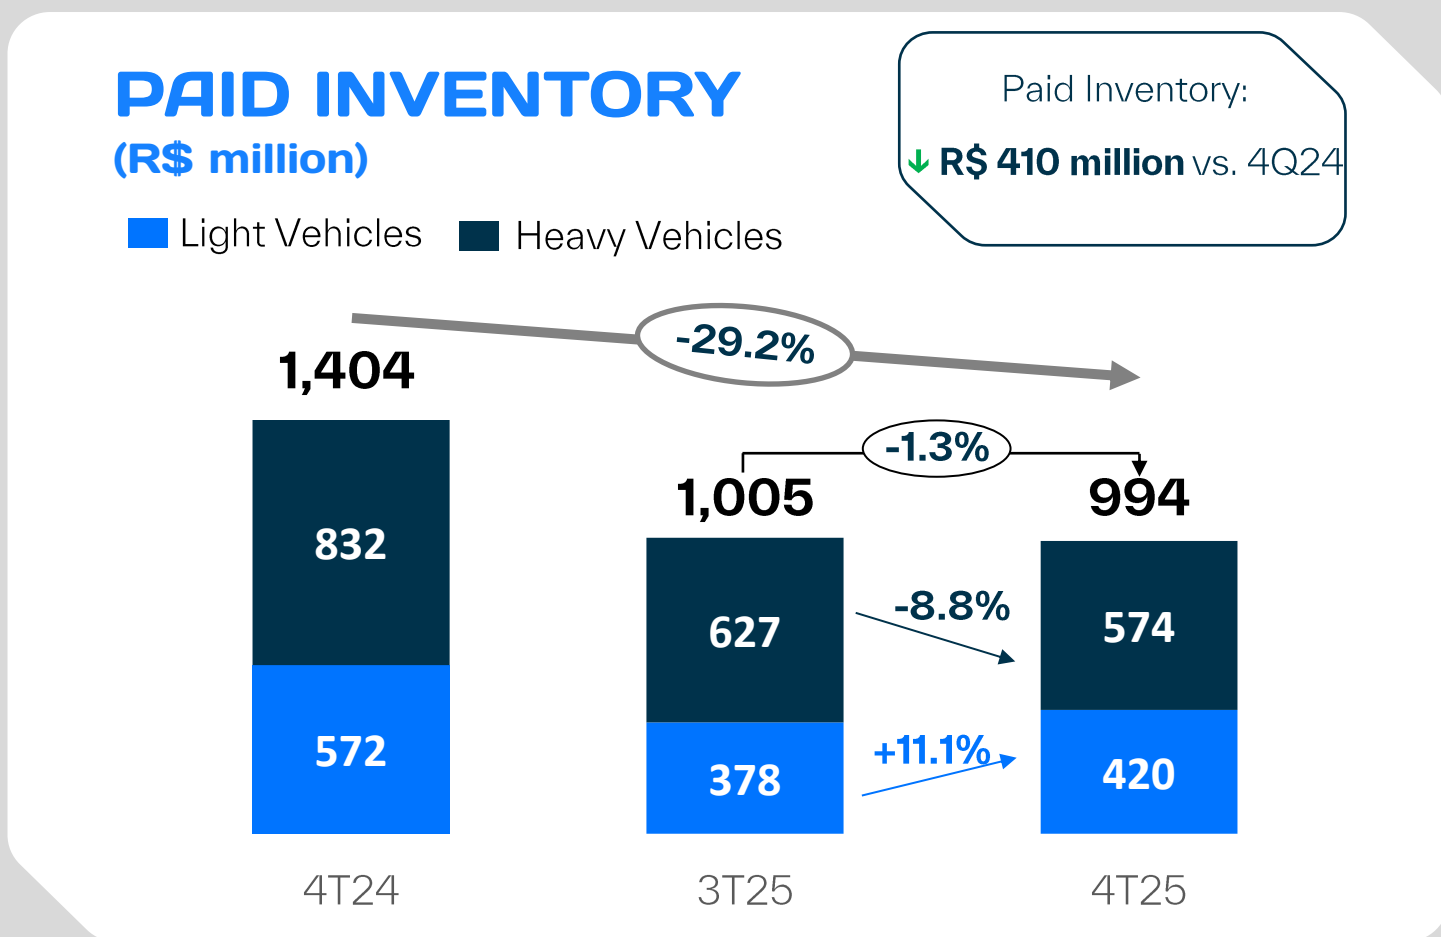 PAID INVENTORY
(R$ million)
Light Vehicles
Heavy Vehicles
Paid Inventory:
R$ 410 million vs. 4Q24
-29.2%
1,404
-1.3%
1,005
994
832
627
574
-8.8%
572
378
420
+11.1%
4T24
3T25
4T25